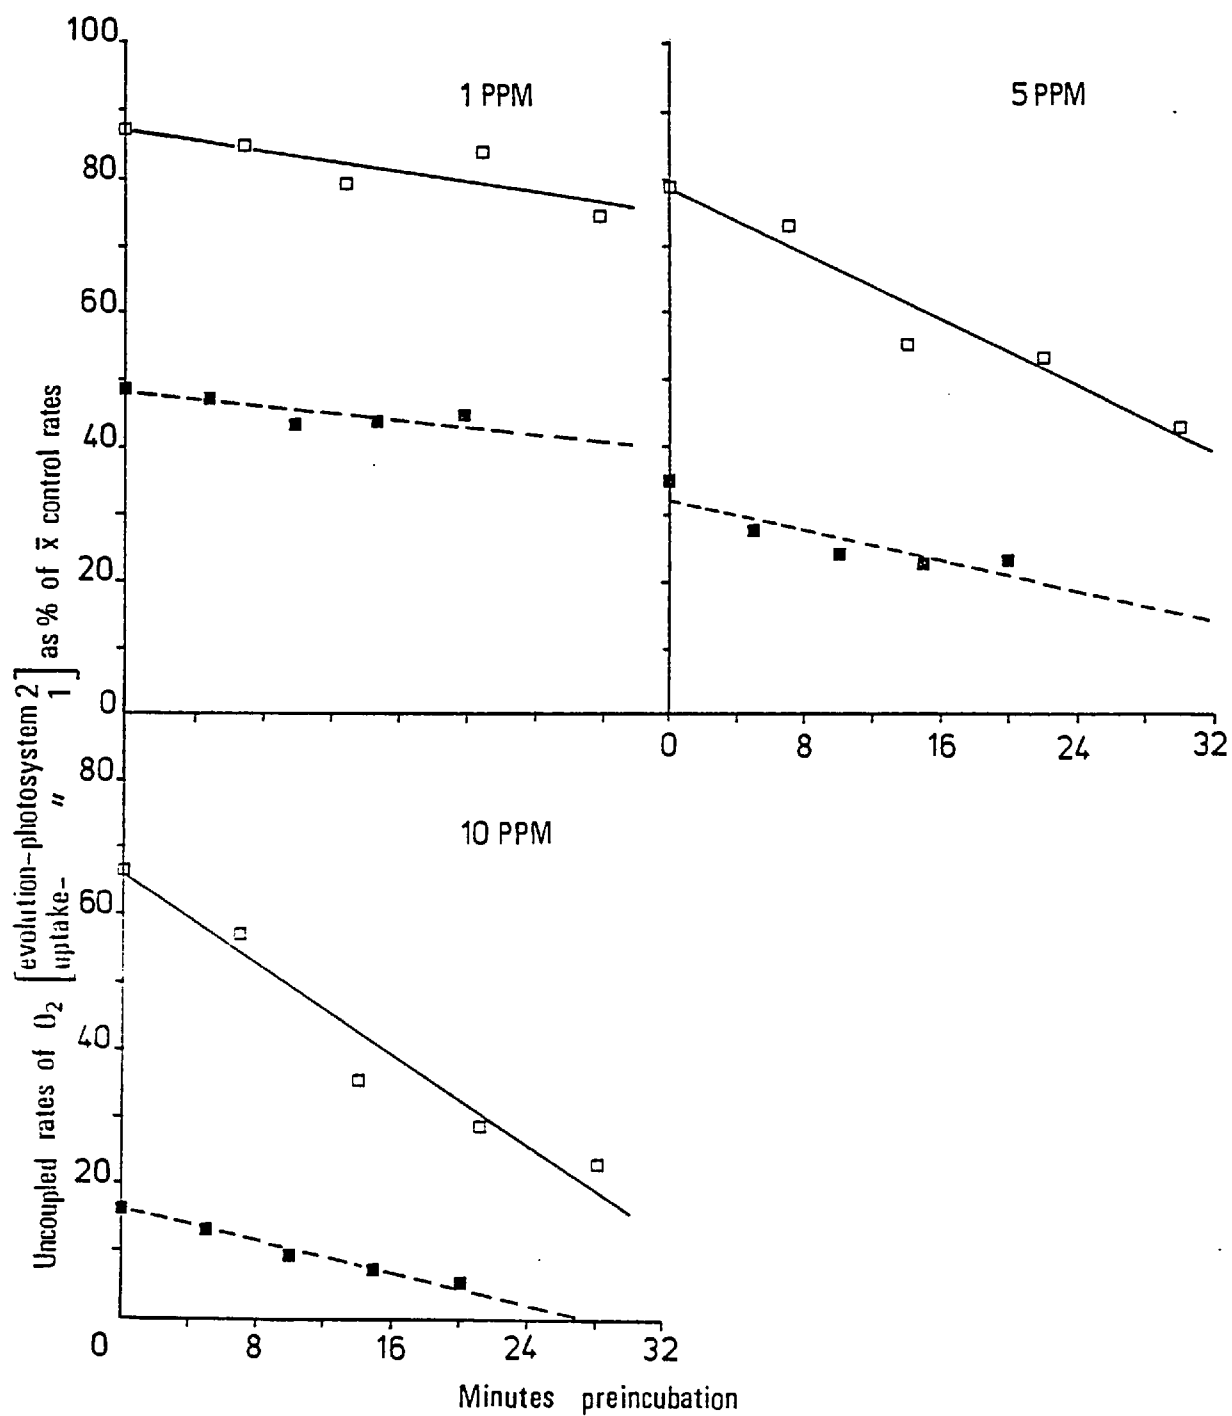 100
1 PPM
5 PPM
80
60
40
20
0
0 8 16 24 32
80
10 PPM
60
40
20
0 8 16 24 32
Minutes preincubation
Uncoupled rates of O₂ [evolution-photosystem 2] as % of x̄ control rates
[uptake- " 1]